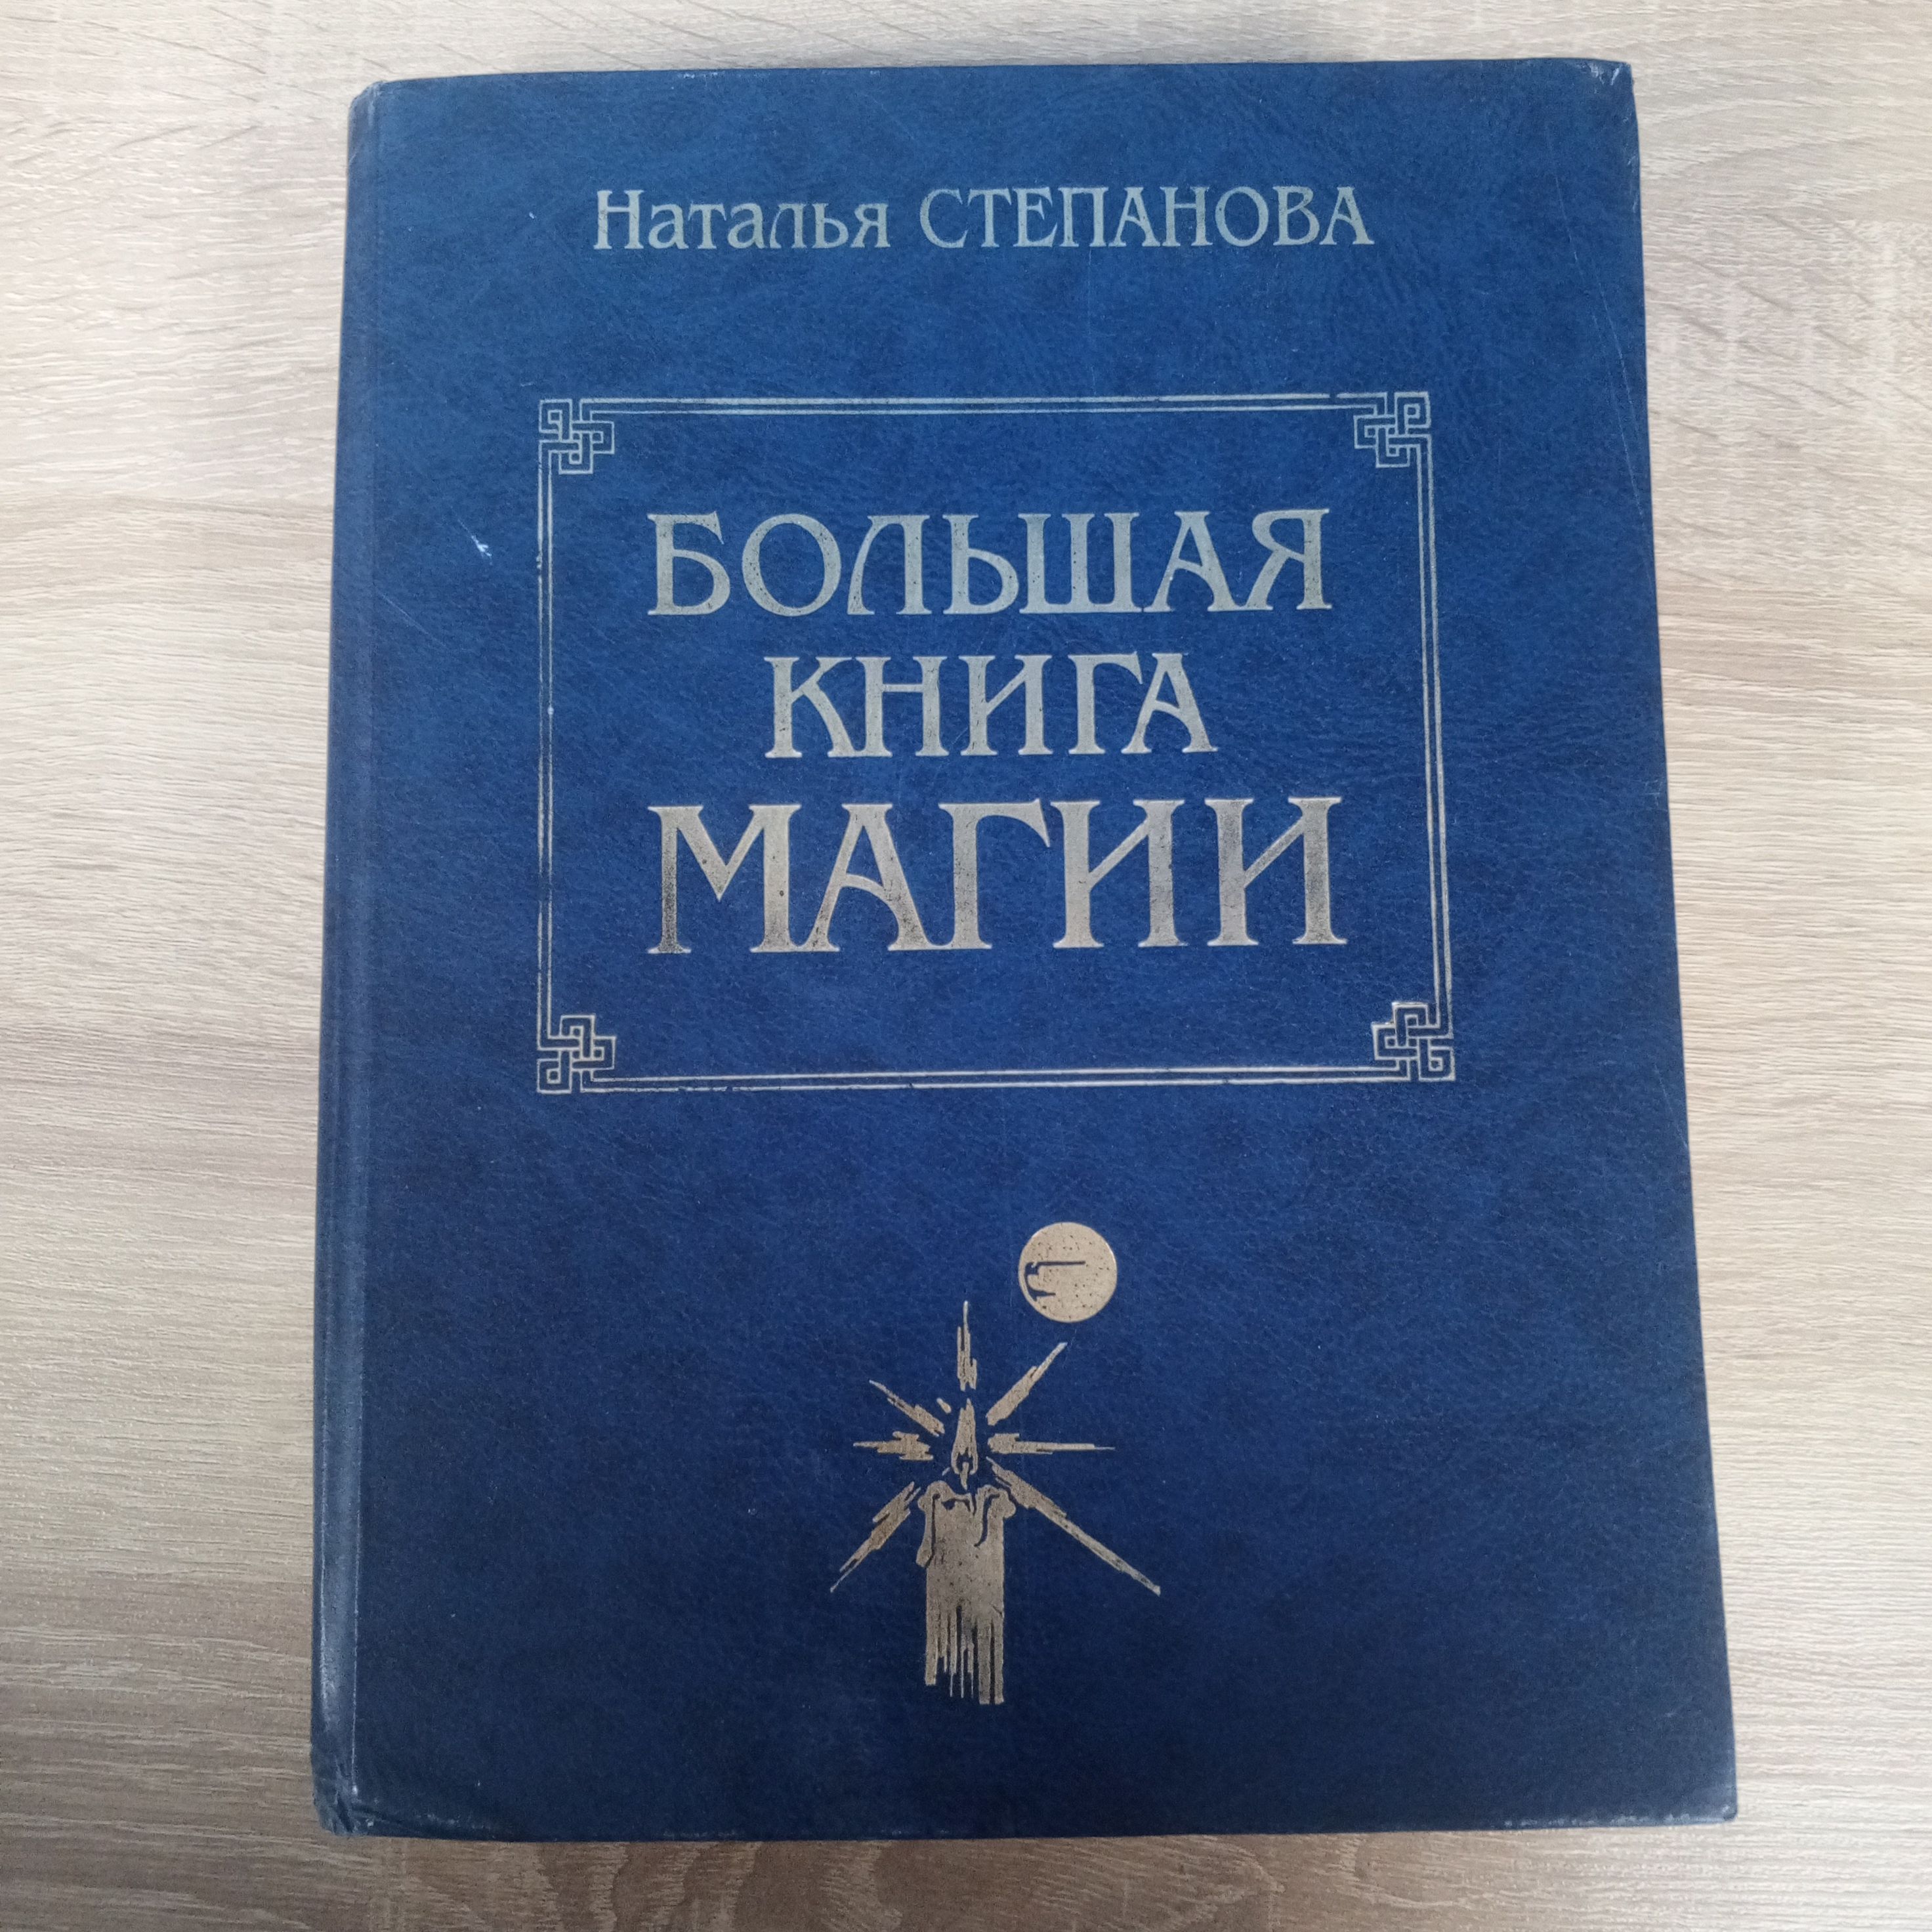 Наталья СТЕПАНОВА
БОЛЬШАЯ
КНИГА
МАГИИ